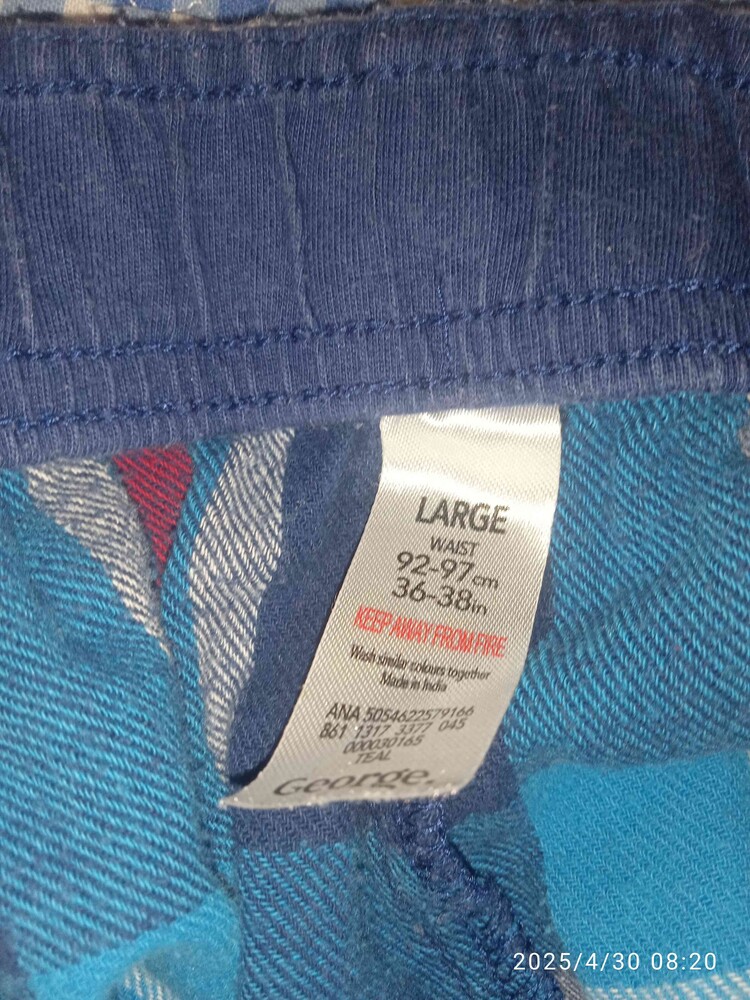 LARGE
WAIST
92-97cm
36-38in
KEEP AWAY FROM FIRE
Wash similar colours together
Made in India
ANA 5054622579166
B61 1317 3377 045
000030165
TEAL
George.
2025/4/30 08:20